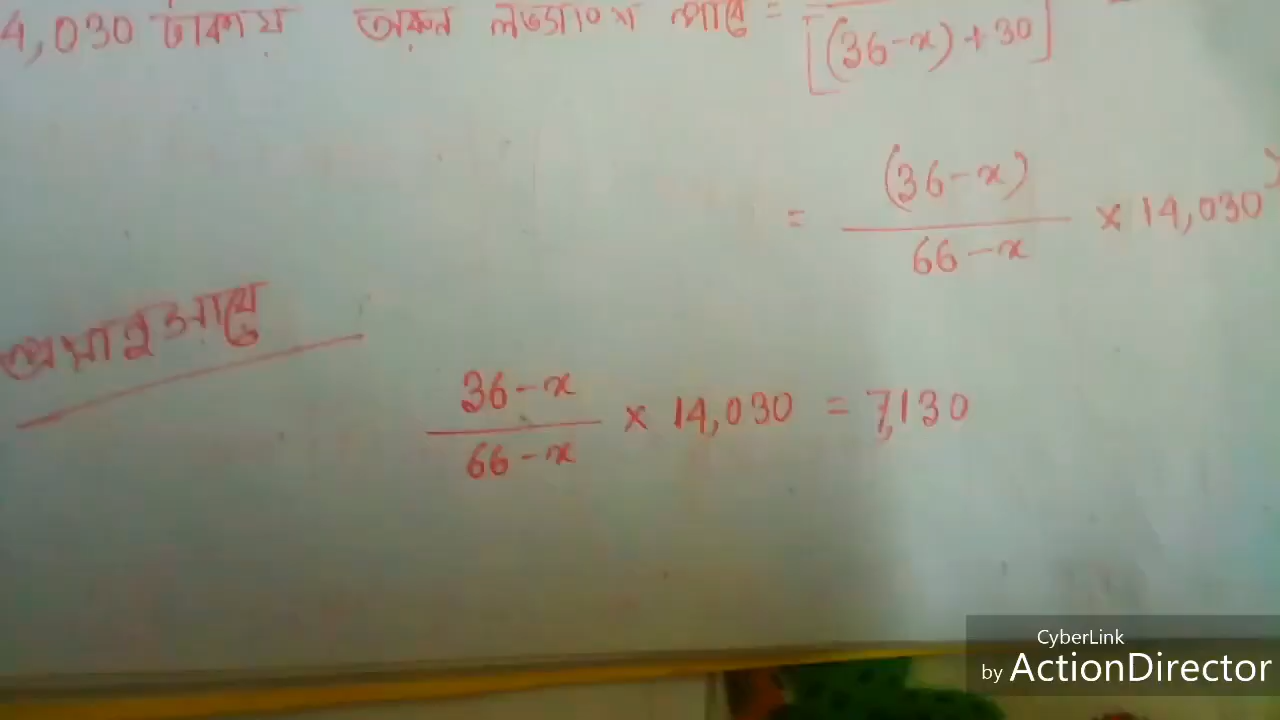 4,030 টাকায় অরুন লভ্যাংশ পাবে = [(36-x)+30]
= (36-x) / 66-x × 14,030
প্রশ্নানুসারে
36-x / 66-x × 14,030 = 7,130
CyberLink
by ActionDirector